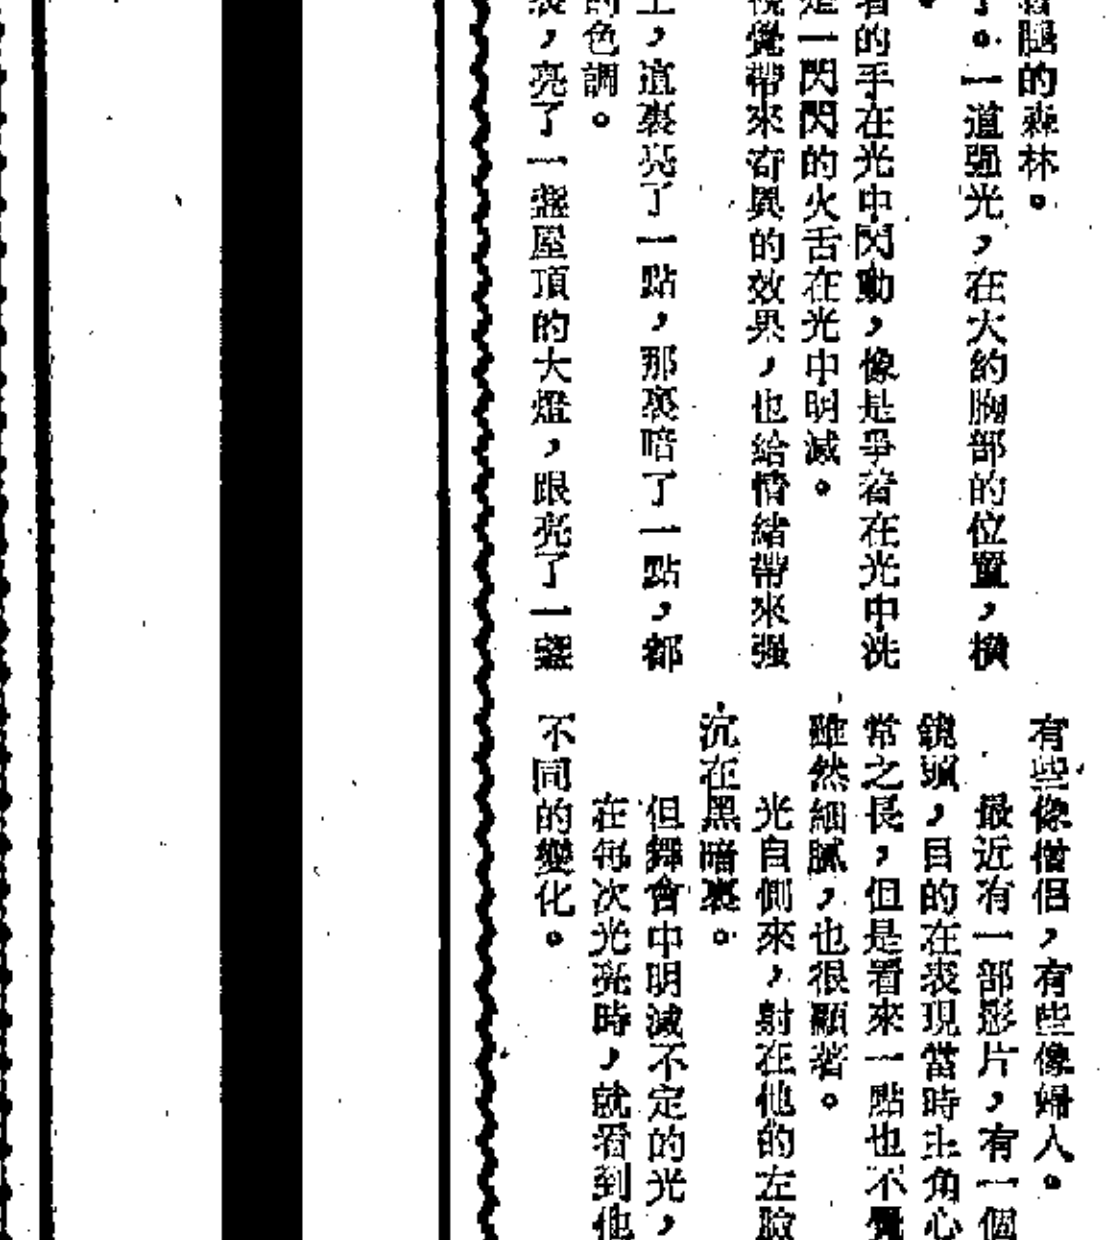 腿的森林。
。一道强光，在大約胸部的位置，橫
的手在光中閃動，像是爭着在光中洗
一閃閃的火舌在光中明滅。
視覺帶來奇異的效果，也給情緒帶來强
上，這裏亮了一點，那裏暗了一點，都
的色調。
，亮了一盞屋頂的大燈，跟亮了一盞
有些像僧侶，有些像婦人。
最近有一部影片，有一個
鏡頭，目的在表現當時主角心
常之長，但是看來一點也不覺
雖然細膩，也很顯著。
光自側來，射在他的左臉
沉在黑暗裏。
但舞會中明滅不定的光，
在每次光亮時，就看到他
不同的變化。